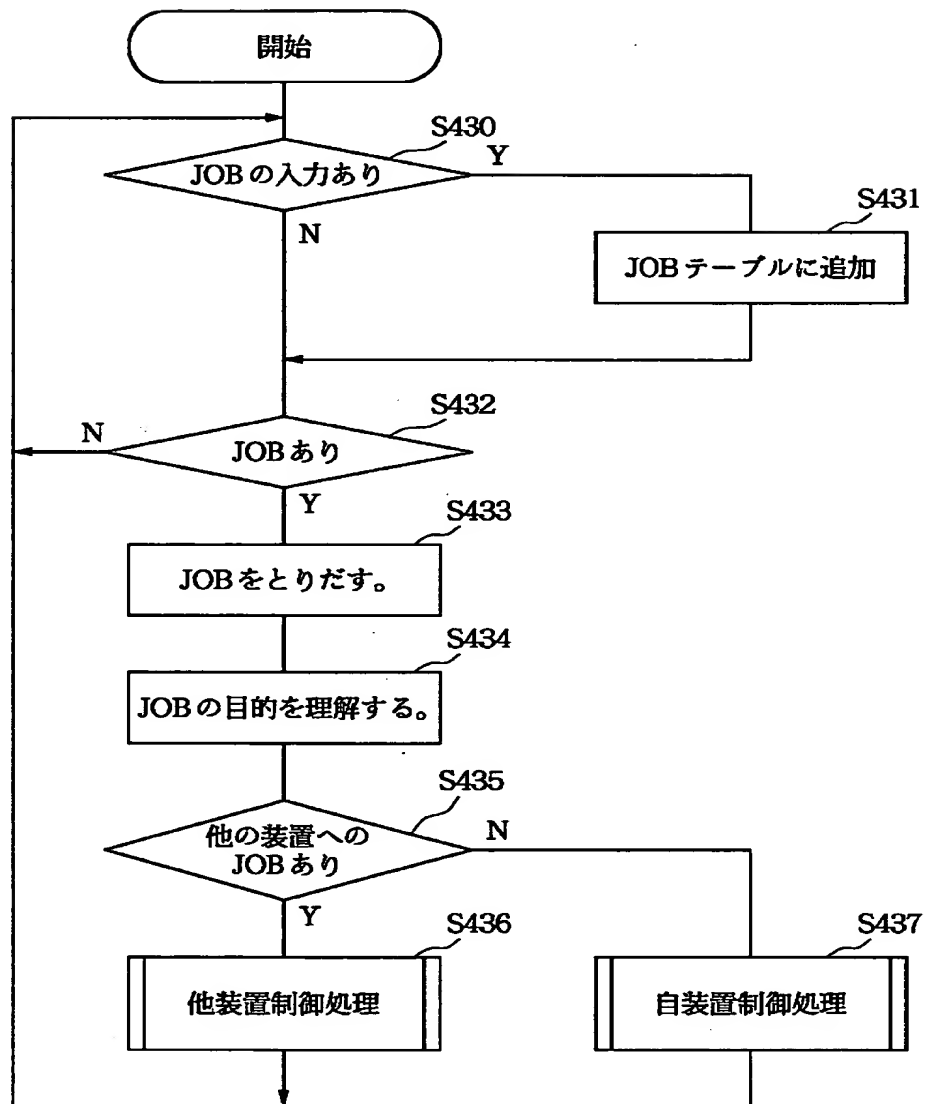 開始
S430
JOBの入力あり
Y
N
S431
JOBテーブルに追加
S432
JOBあり
N
Y
S433
JOBをとりだす。
S434
JOBの目的を理解する。
S435
他の装置への
JOBあり
N
Y
S436
他装置制御処理
S437
自装置制御処理